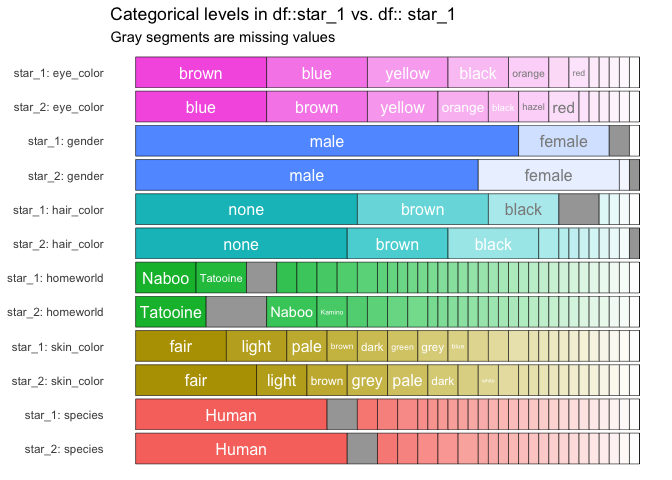 Categorical levels in df::star_1 vs. df:: star_1
Gray segments are missing values
star_1: eye_color brown blue yellow black orange red
star_2: eye_color blue brown yellow orange black hazel red
star_1: gender male female
star_2: gender male female
star_1: hair_color none brown black
star_2: hair_color none brown black
star_1: homeworld Naboo Tatooine
star_2: homeworld Tatooine Naboo Kamino
star_1: skin_color fair light pale brown dark green grey blue
star_2: skin_color fair light brown grey pale dark white
star_1: species Human
star_2: species Human